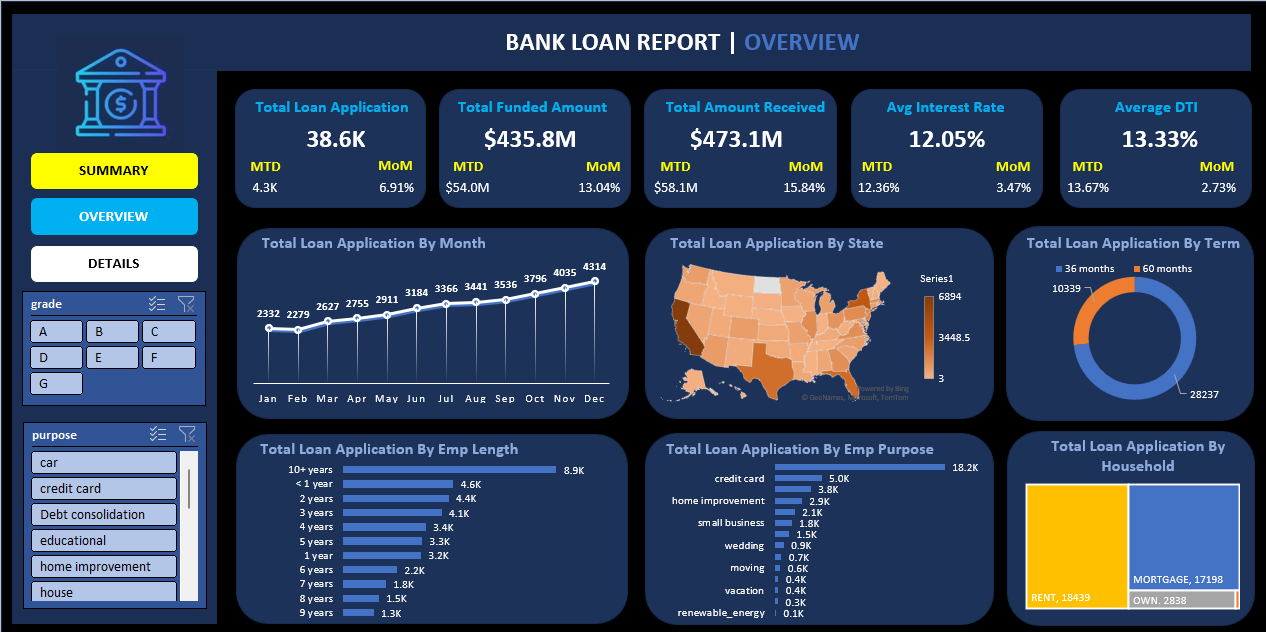 BANK LOAN REPORT | OVERVIEW
SUMMARY
OVERVIEW
DETAILS
grade
A B C
D E F
G
purpose
car
credit card
Debt consolidation
educational
home improvement
house
Total Loan Application
38.6K
MTD MoM
4.3K 6.91%
Total Funded Amount
$435.8M
MTD MoM
$54.0M 13.04%
Total Amount Received
$473.1M
MTD MoM
$58.1M 15.84%
Avg Interest Rate
12.05%
MTD MoM
12.36% 3.47%
Average DTI
13.33%
MTD MoM
13.67% 2.73%
Total Loan Application By Month
2332 2279 2627 2755 2911 3184 3366 3441 3536 3796 4035 4314
Jan Feb Mar Apr May Jun Jul Aug Sep Oct Nov Dec
Total Loan Application By State
Series1
6894
3448.5
3
Powered by Bing
© GeoNames, Microsoft, TomTom
Total Loan Application By Term
36 months 60 months
10339
28237
Total Loan Application By Emp Length
10+ years 8.9K
< 1 year 4.6K
2 years 4.4K
3 years 4.1K
4 years 3.4K
5 years 3.3K
1 year 3.2K
6 years 2.2K
7 years 1.8K
8 years 1.5K
9 years 1.3K
Total Loan Application By Emp Purpose
18.2K
credit card 5.0K
3.8K
home improvement 2.9K
2.1K
small business 1.8K
1.5K
wedding 0.9K
0.7K
moving 0.6K
0.4K
vacation 0.4K
0.3K
renewable_energy 0.1K
Total Loan Application By
Household
MORTGAGE, 17198
RENT, 18439
OWN, 2838